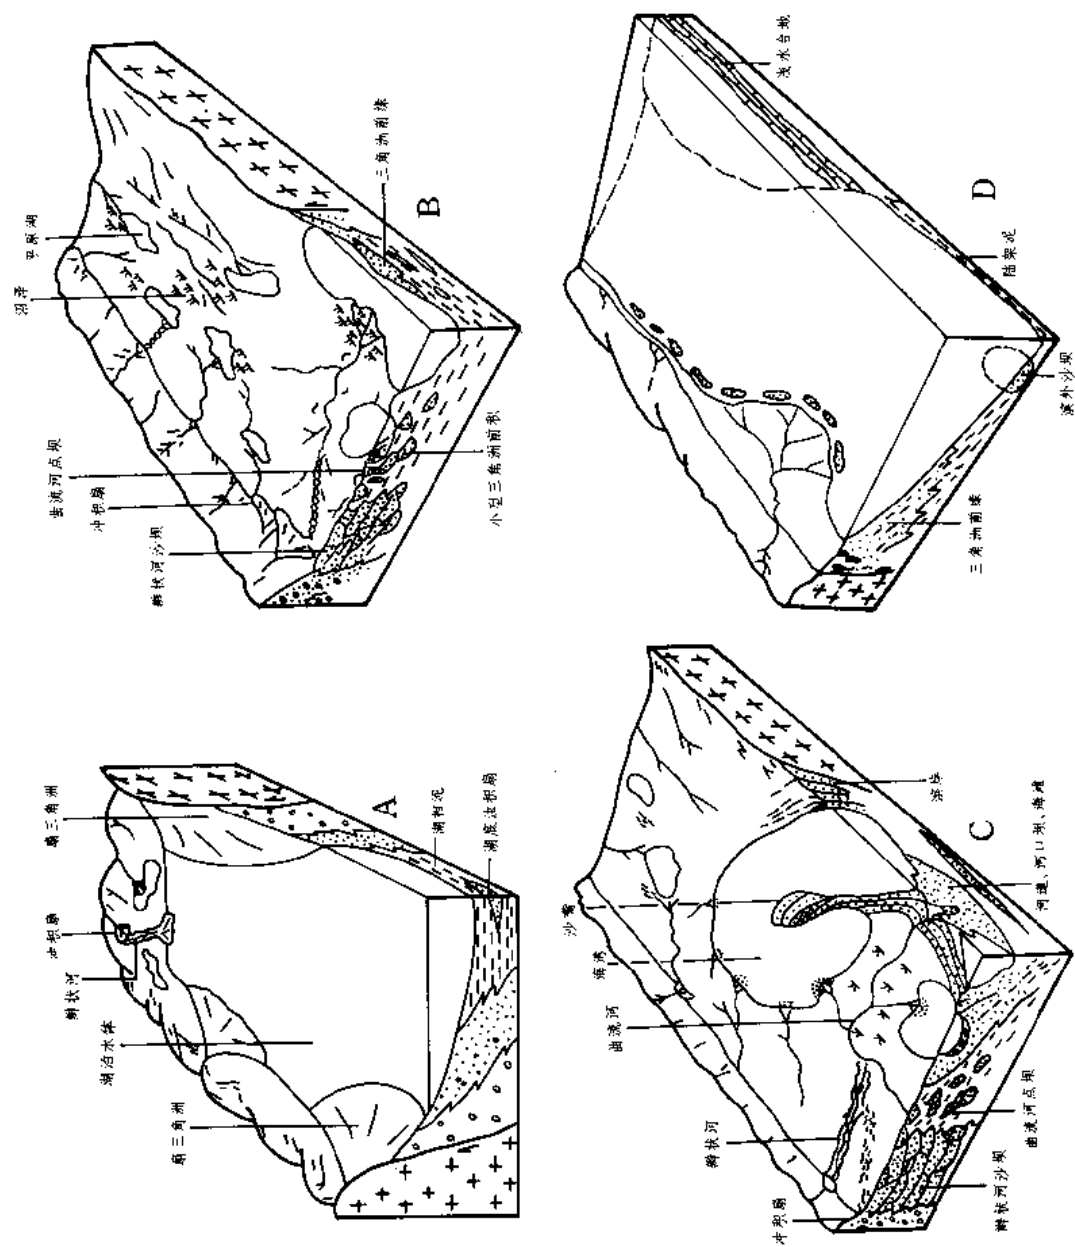 扇三角洲
冲积扇
辫状河
湖泊水体
扇三角洲
湖相泥
湖底冲积扇
A
平原湖
沼泽
曲流河点坝
冲积扇
辫状河沙坝
三角洲前缘
小型三角洲前积
B
沙嘴
海湾
曲流河
辫状河
冲积扇
滨岸
河道、河口坝、海滩
曲流河点坝
辫状河沙坝
C
浅水台地
陆架泥
滨外沙坝
三角洲前缘
D